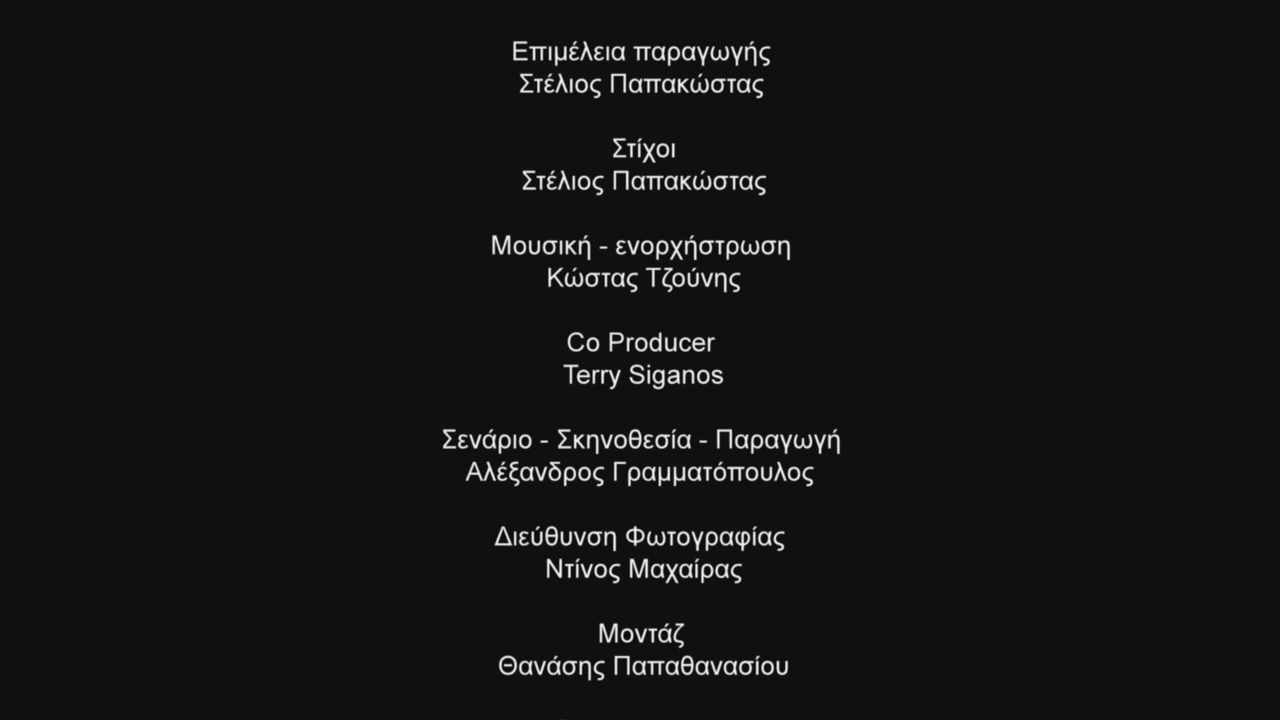 Επιμέλεια παραγωγής
Στέλιος Παπακώστας
Στίχοι
Στέλιος Παπακώστας
Μουσική - ενορχήστρωση
Κώστας Τζούνης
Co Producer
Terry Siganos
Σενάριο - Σκηνοθεσία - Παραγωγή
Αλέξανδρος Γραμματόπουλος
Διεύθυνση Φωτογραφίας
Ντίνος Μαχαίρας
Μοντάζ
Θανάσης Παπαθανασίου